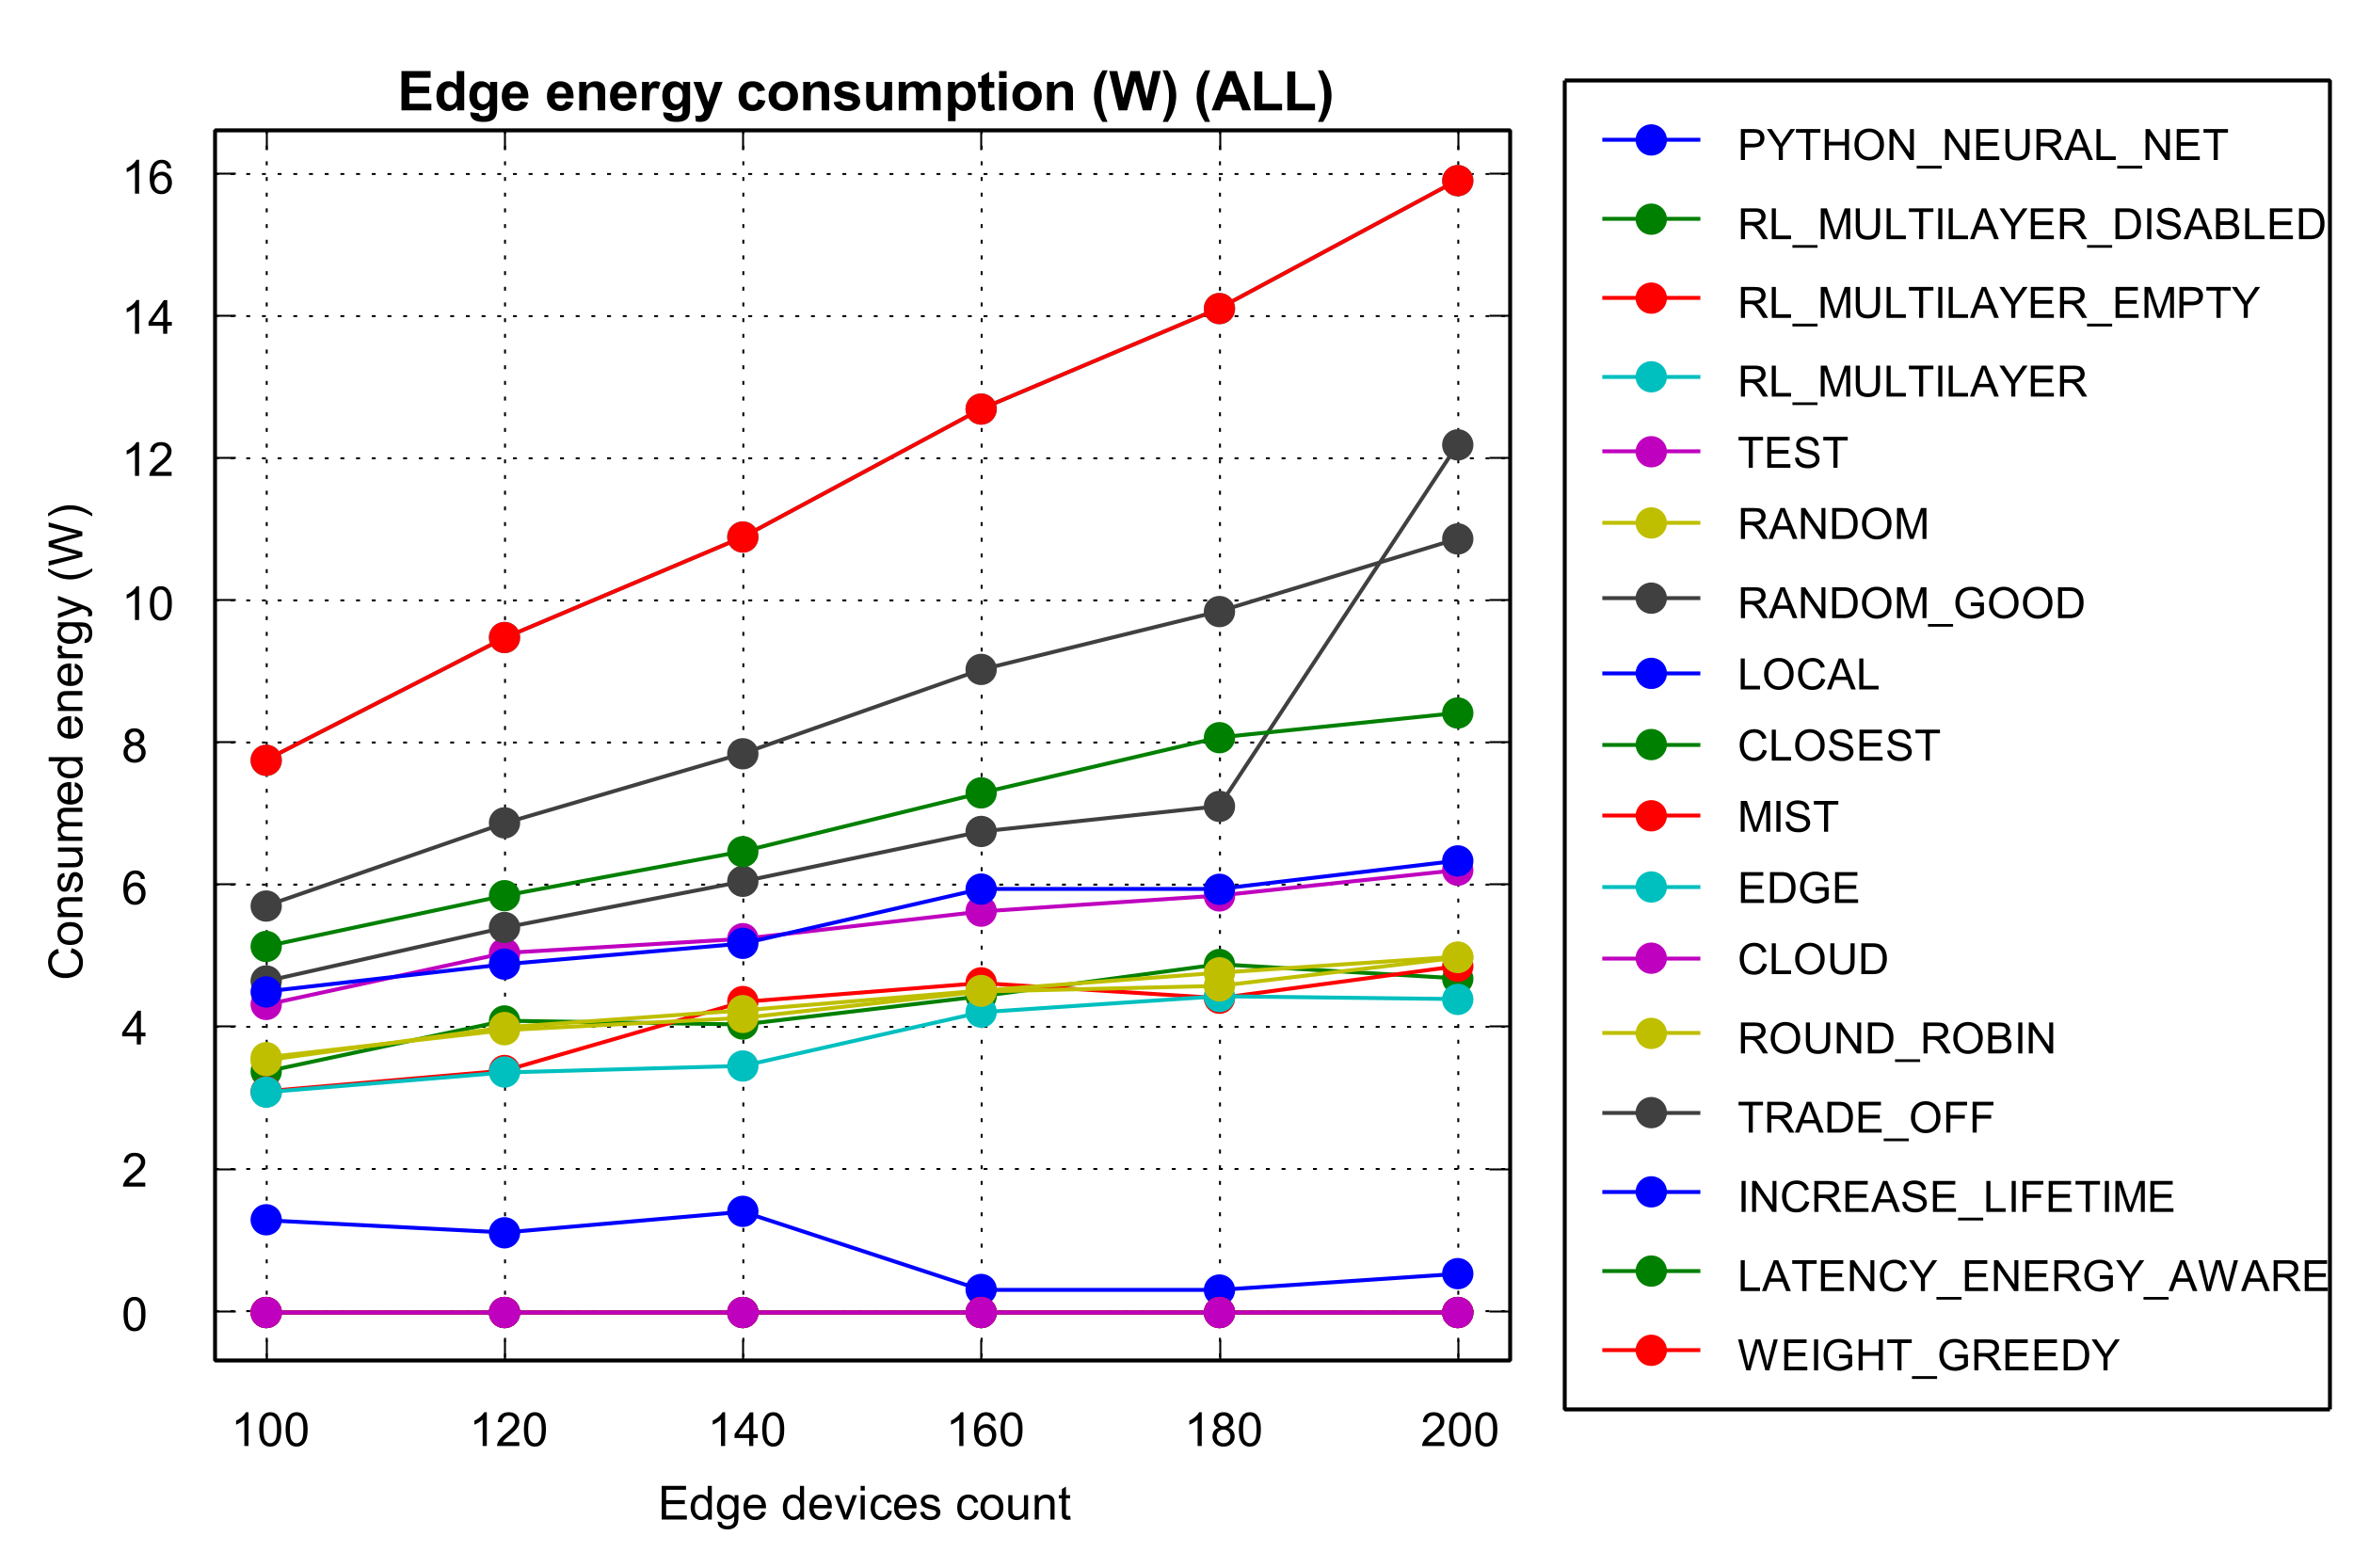 Edge energy consumption (W) (ALL)
Consumed energy (W)
16
14
12
10
8
6
4
2
0
100 120 140 160 180 200
Edge devices count
PYTHON_NEURAL_NET
RL_MULTILAYER_DISABLED
RL_MULTILAYER_EMPTY
RL_MULTILAYER
TEST
RANDOM
RANDOM_GOOD
LOCAL
CLOSEST
MIST
EDGE
CLOUD
ROUND_ROBIN
TRADE_OFF
INCREASE_LIFETIME
LATENCY_ENERGY_AWARE
WEIGHT_GREEDY